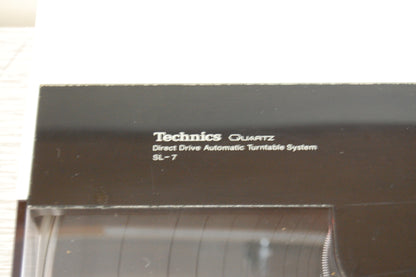 Technics QUARTZ
Direct Drive Automatic Turntable System
SL-7